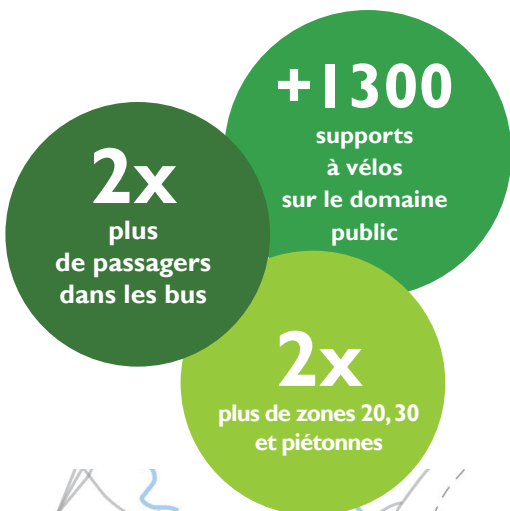 +1300
supports
à vélos
sur le domaine
public
2x
plus
de passagers
dans les bus
2x
plus de zones 20, 30
et piétonnes